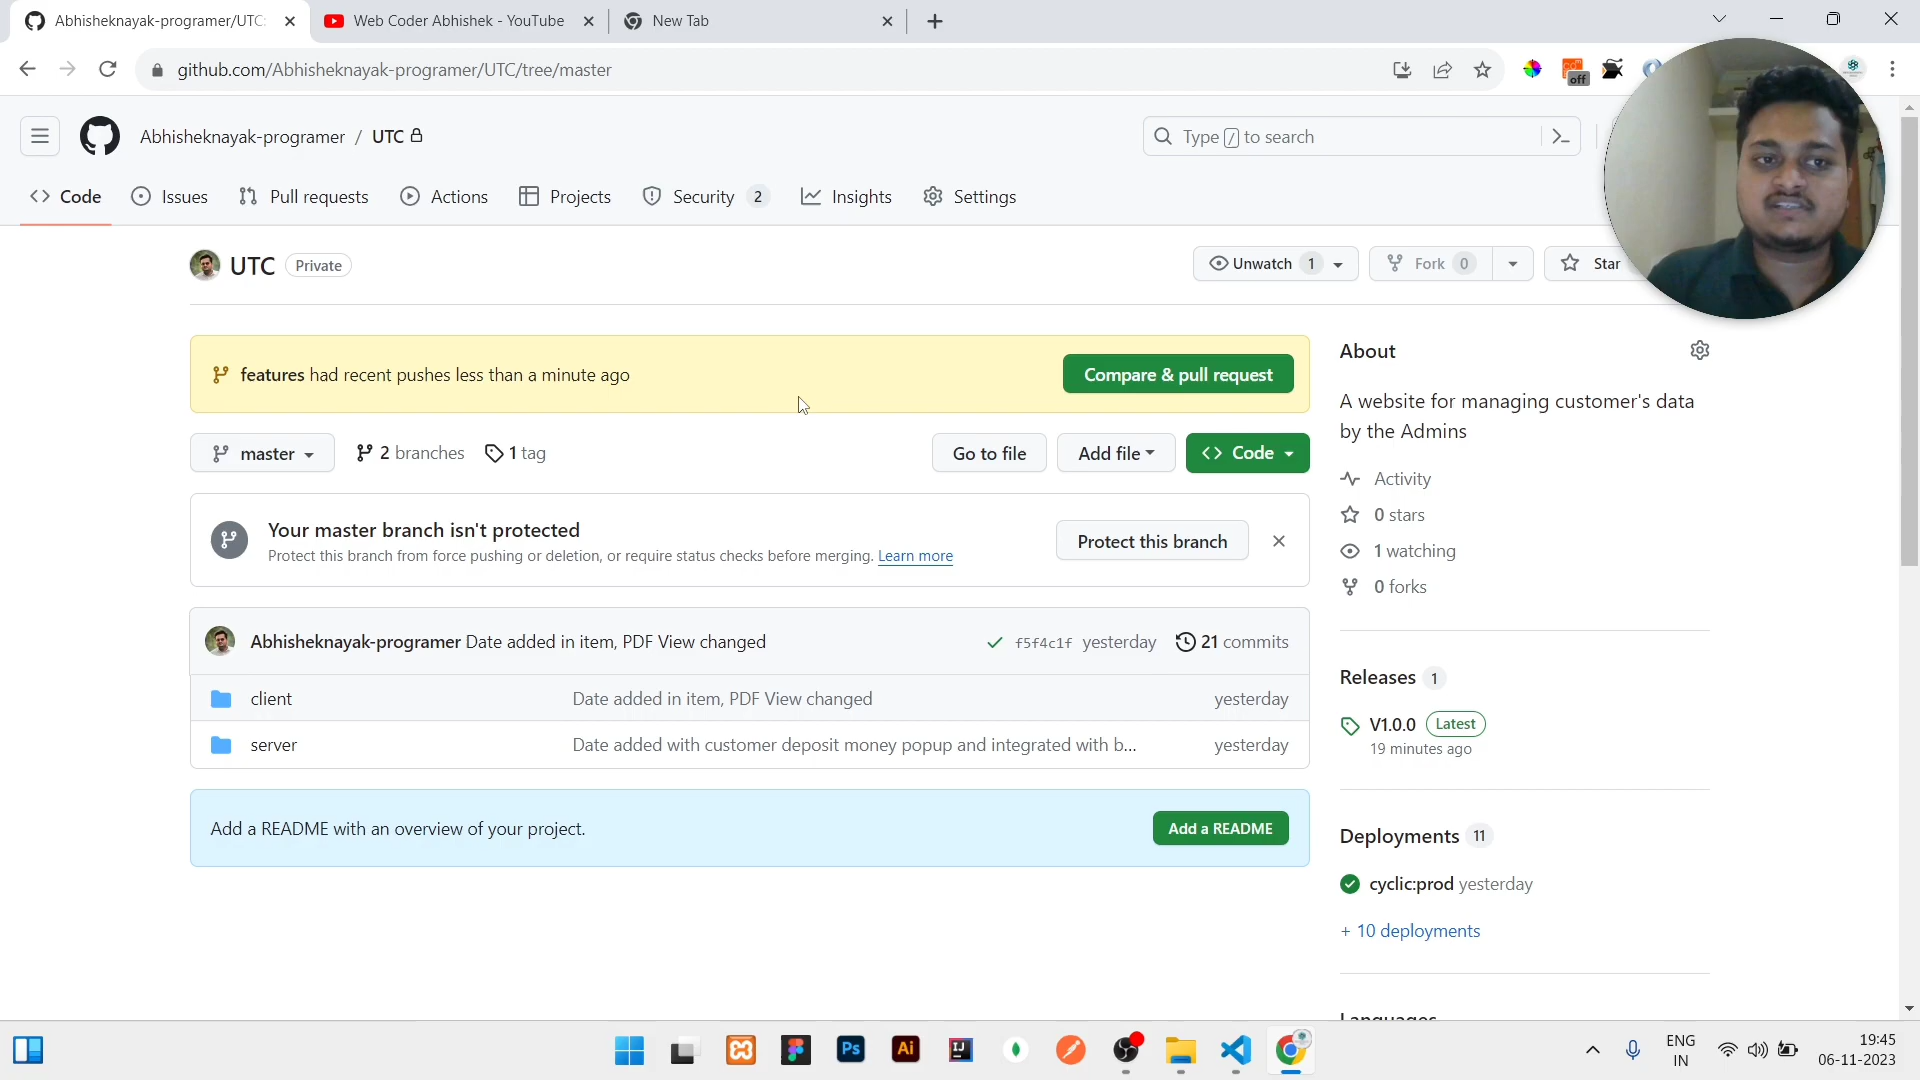 Abhisheknayak-programer/UTC
Web Coder Abhishek - YouTube
New Tab
github.com/Abhisheknayak-programer/UTC/tree/master
off
Abhisheknayak-programer / UTC
Type / to search
Code
Issues
Pull requests
Actions
Projects
Security 2
Insights
Settings
UTC Private
Unwatch 1
Fork 0
Star
features had recent pushes less than a minute ago
Compare & pull request
master
2 branches
1 tag
Go to file
Add file
Code
Your master branch isn't protected
Protect this branch from force pushing or deletion, or require status checks before merging. Learn more
Protect this branch
Abhisheknayak-programer Date added in item, PDF View changed
f5f4c1f yesterday
21 commits
client Date added in item, PDF View changed yesterday
server Date added with customer deposit money popup and integrated with b... yesterday
Add a README with an overview of your project.
Add a README
About
A website for managing customer's data
by the Admins
Activity
0 stars
1 watching
0 forks
Releases 1
V1.0.0 Latest
19 minutes ago
Deployments 11
cyclic:prod yesterday
+ 10 deployments
Languages
Ps
Ai
IJ
ENG
IN
19:45
06-11-2023